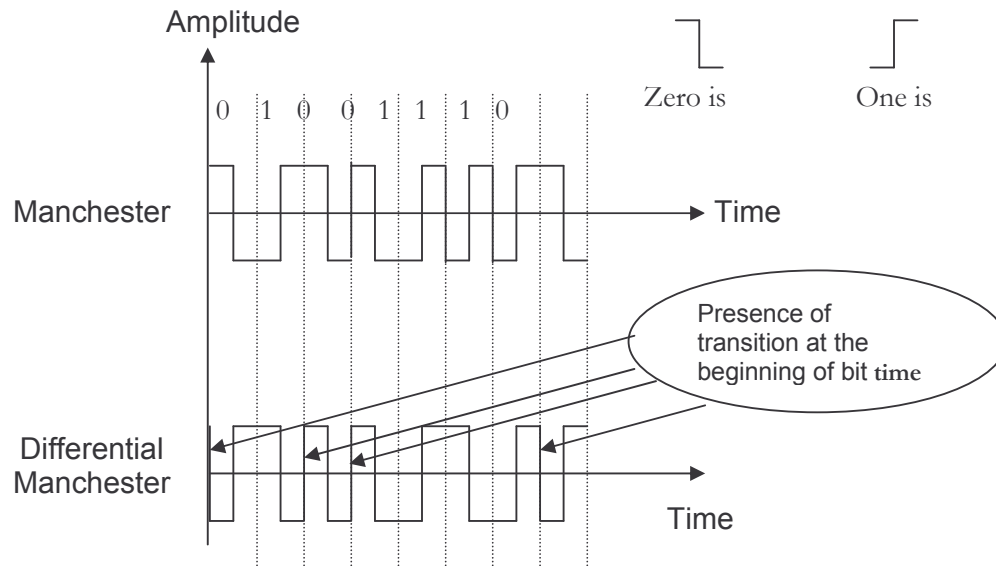 Amplitude
Zero is
One is
0 1 0 0 1 1 1 0
Manchester
Time
Presence of
transition at the
beginning of bit time
Differential
Manchester
Time